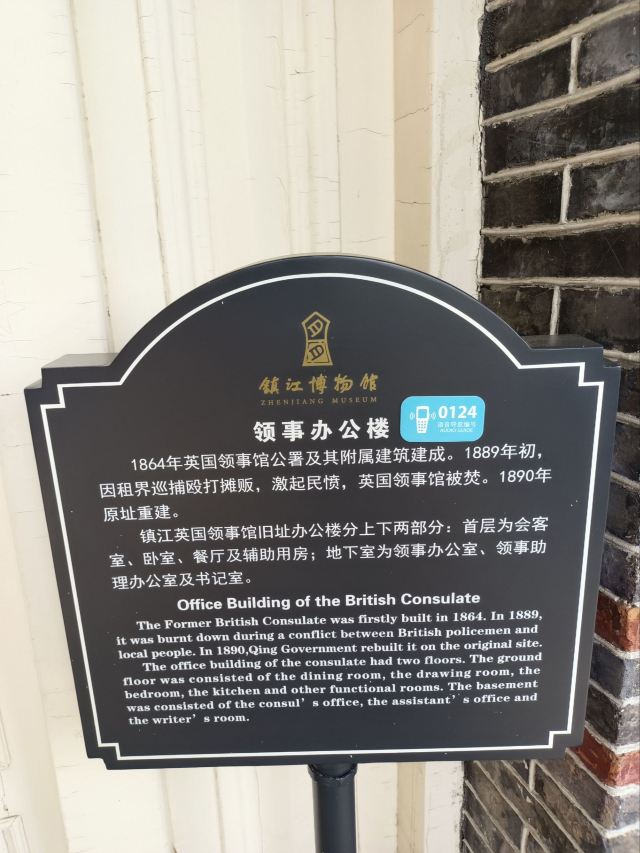 镇江博物馆
ZHENJIANG MUSEUM
领事办公楼
0124
语音导览编号
AUDIO GUIDE
1864年英国领事馆公署及其附属建筑建成。1889年初，
因租界巡捕殴打摊贩，激起民愤，英国领事馆被焚。1890年
原址重建。
镇江英国领事馆旧址办公楼分上下两部分：首层为会客
室、卧室、餐厅及辅助用房；地下室为领事办公室、领事助
理办公室及书记室。
Office Building of the British Consulate
The Former British Consulate was firstly built in 1864. In 1889,
it was burnt down during a conflict between British policemen and
local people. In 1890,Qing Government rebuilt it on the original site.
The office building of the consulate had two floors. The ground
floor was consisted of the dining room, the drawing room, the
bedroom, the kitchen and other functional rooms. The basement
was consisted of the consul’s office, the assistant’s office and
the writer’s room.